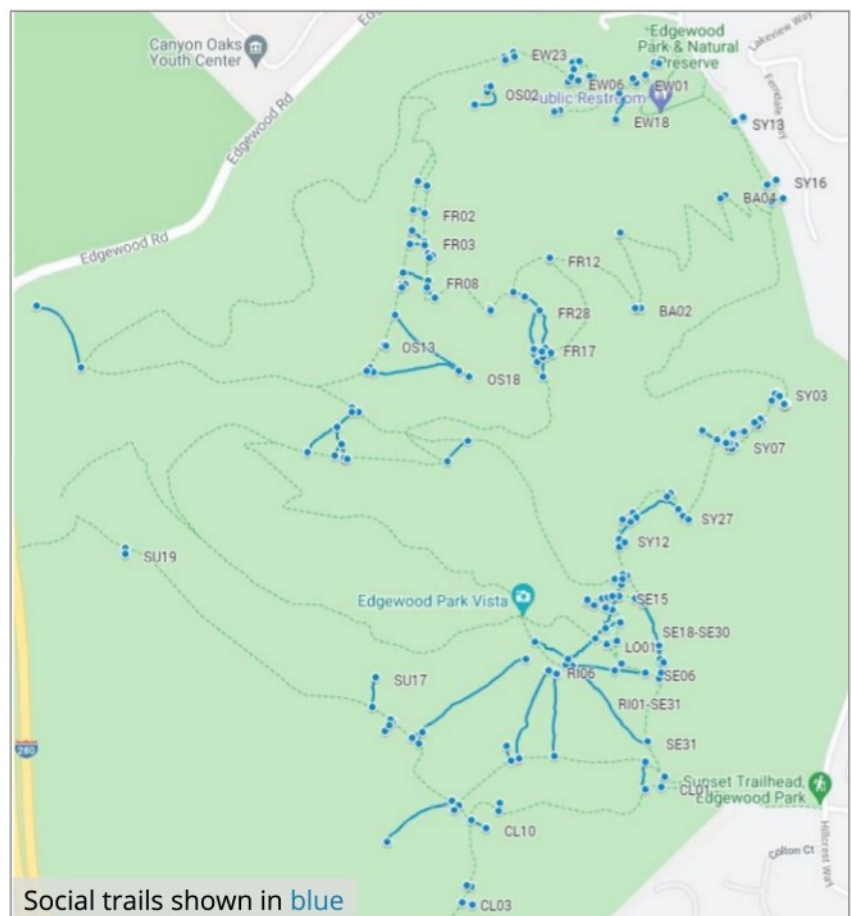 Canyon Oaks
Youth Center
Edgewood Rd
Edgewood Rd
Edgewood
Park & Natural
Preserve
Lakeview Way
EW23
EW06
EW01
OS02
Public Restroom
EW18
SY13
SY16
BA04
FR02
FR03
FR12
FR08
FR28
BA02
OS13
FR17
OS18
SY03
SY07
SY27
SY12
SU19
Edgewood Park Vista
SE15
SE18-SE30
LO01
RI06
SE06
SU17
RI01-SE31
SE31
280
Sunset Trailhead,
Edgewood Park
CL01
CL10
Hillcrest Way
Colton Ct
CL03
Social trails shown in blue